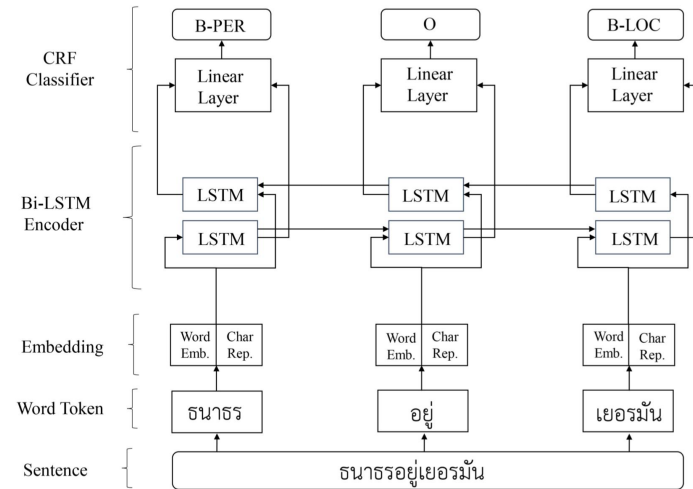 B-PER O B-LOC
CRF
Classifier
Linear
Layer
Linear
Layer
Linear
Layer
Bi-LSTM
Encoder
LSTM LSTM LSTM
LSTM LSTM LSTM
Embedding
Word
Emb.
Char
Rep.
Word
Emb.
Char
Rep.
Word
Emb.
Char
Rep.
Word Token
ธนาธร อยู่ เยอรมัน
Sentence
ธนาธรอยู่เยอรมัน